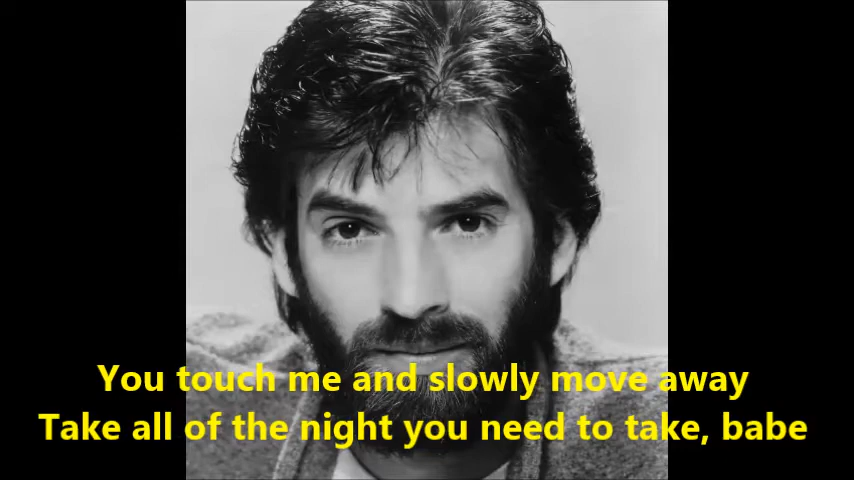 You touch me and slowly move away
Take all of the night you need to take, babe